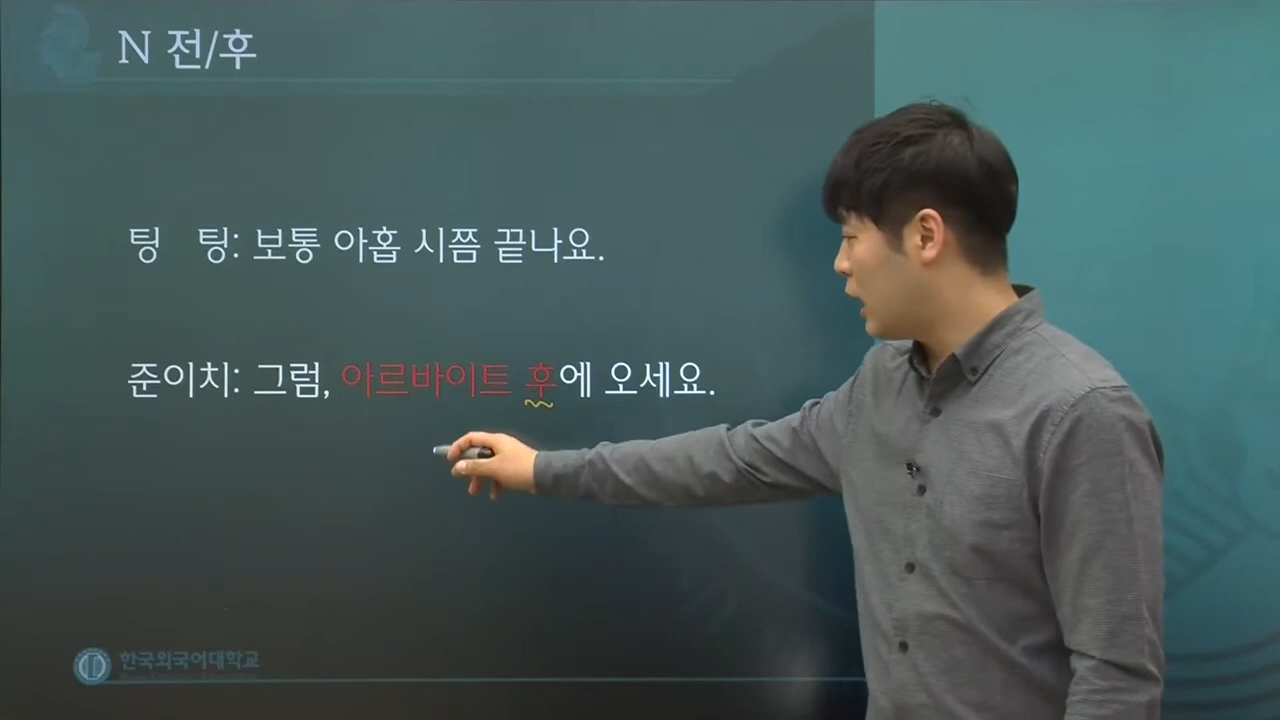 N 전/후
팅 팅: 보통 아홉 시쯤 끝나요.
준이치: 그럼, 아르바이트 후에 오세요.
한국외국어대학교